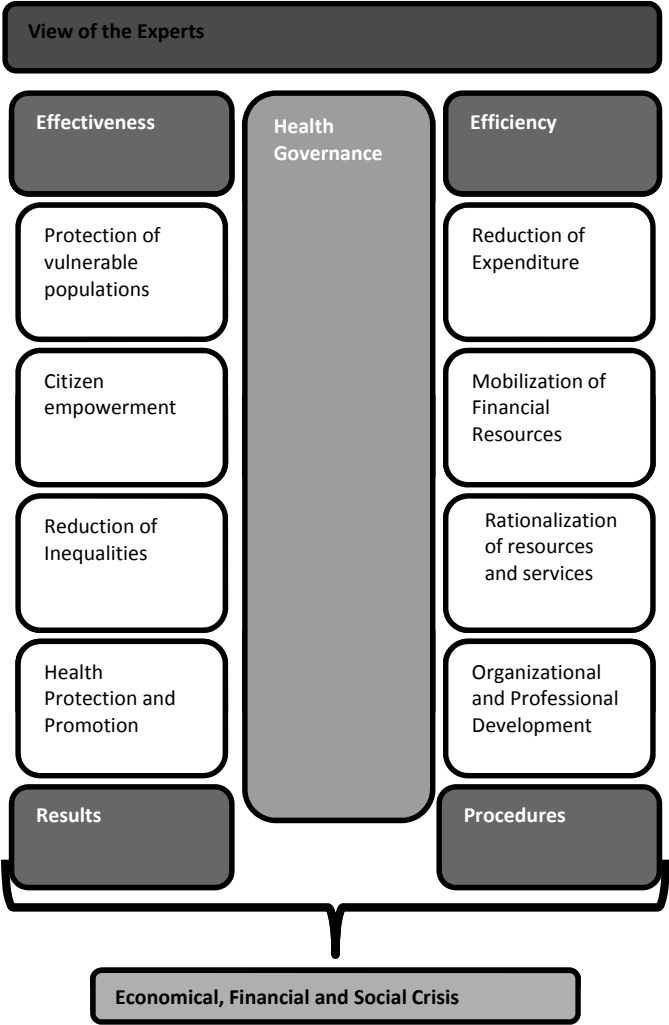 View of the Experts
Effectiveness
Protection of
vulnerable
populations
Citizen
empowerment
Reduction of
Inequalities
Health
Protection and
Promotion
Results
Health
Governance
Efficiency
Reduction of
Expenditure
Mobilization of
Financial
Resources
Rationalization
of resources
and services
Organizational
and Professional
Development
Procedures
Economical, Financial and Social Crisis